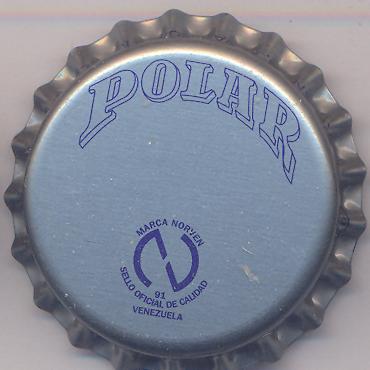 POLAR
MARCA NORVEN
91
SELLO OFICIAL DE CALIDAD
VENEZUELA